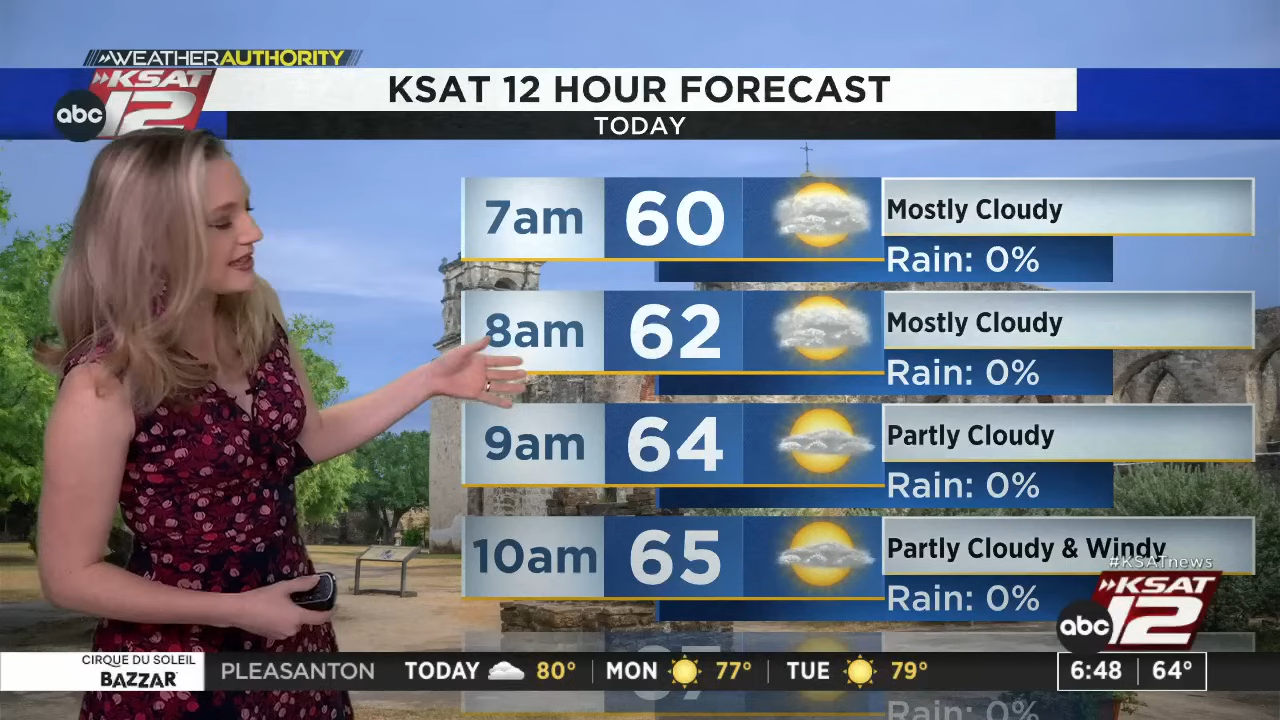 WEATHERAUTHORITY
KSAT
abc 12
KSAT 12 HOUR FORECAST
TODAY
7am 60 Mostly Cloudy
Rain: 0%
8am 62 Mostly Cloudy
Rain: 0%
9am 64 Partly Cloudy
Rain: 0%
10am 65 Partly Cloudy & Windy
Rain: 0%
#KSATnews
KSAT
abc 12
CIRQUE DU SOLEIL
BAZZAR
PLEASANTON TODAY 80° MON 77° TUE 79° 6:48 64°
Rain: 0%